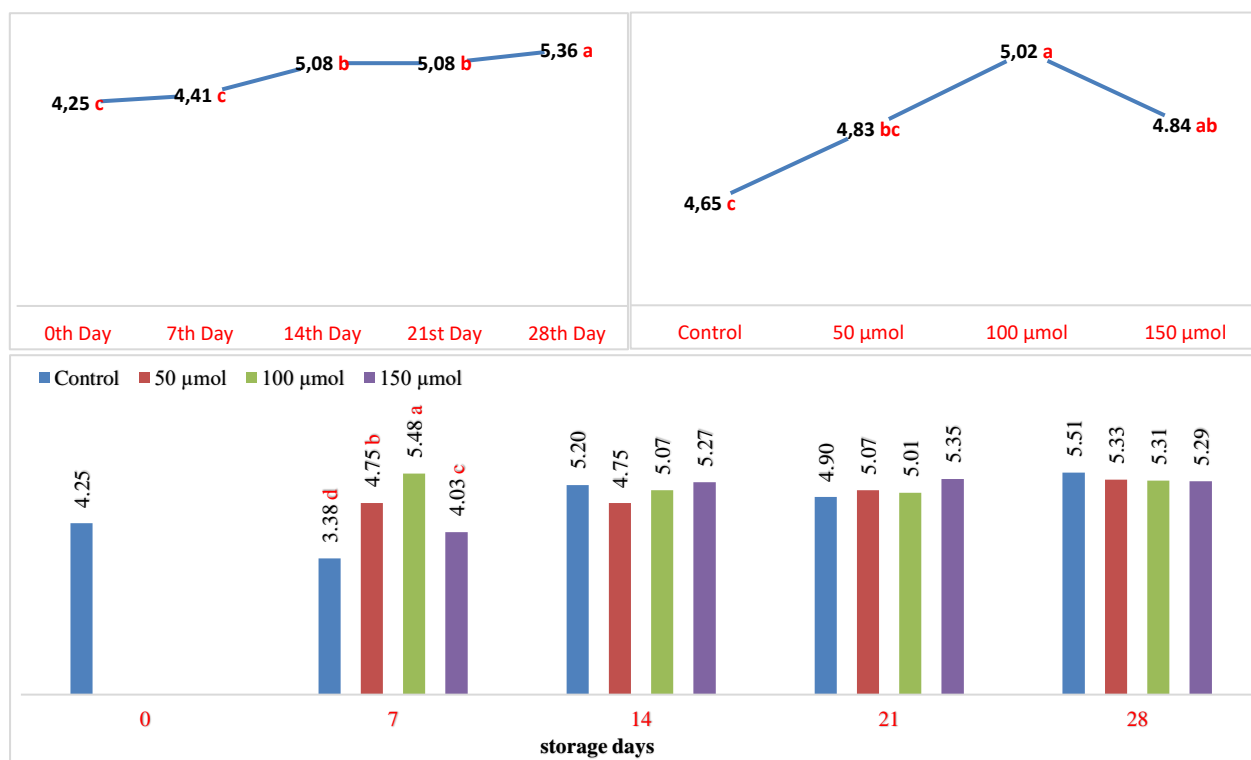 5,36 a
5,08 b
5,08 b
4,41 c
4,25 c
0th Day
7th Day
14th Day
21st Day
28th Day
5,02 a
4,83 bc
4.84 ab
4,65 c
Control
50 µmol
100 µmol
150 µmol
Control
50 µmol
100 µmol
150 µmol
4.25
3.38 d
4.75 b
5.48 a
4.03 c
5.20
4.75
5.07
5.27
4.90
5.07
5.01
5.35
5.51
5.33
5.31
5.29
0
7
14
21
28
storage days